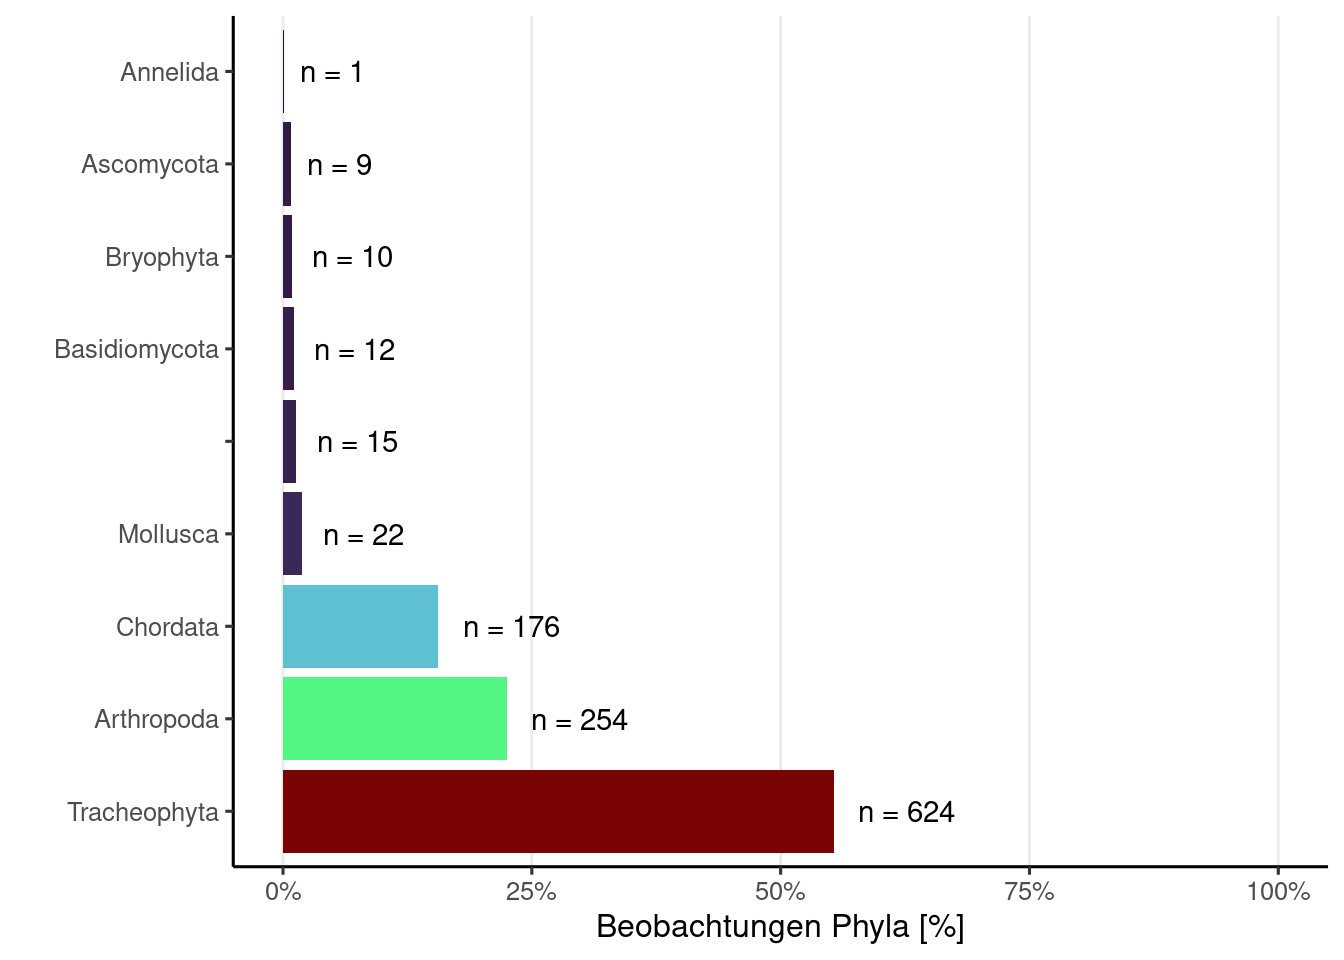 Annelida n = 1
Ascomycota n = 9
Bryophyta n = 10
Basidiomycota n = 12
n = 15
Mollusca n = 22
Chordata n = 176
Arthropoda n = 254
Tracheophyta n = 624
0% 25% 50% 75% 100%
Beobachtungen Phyla [%]